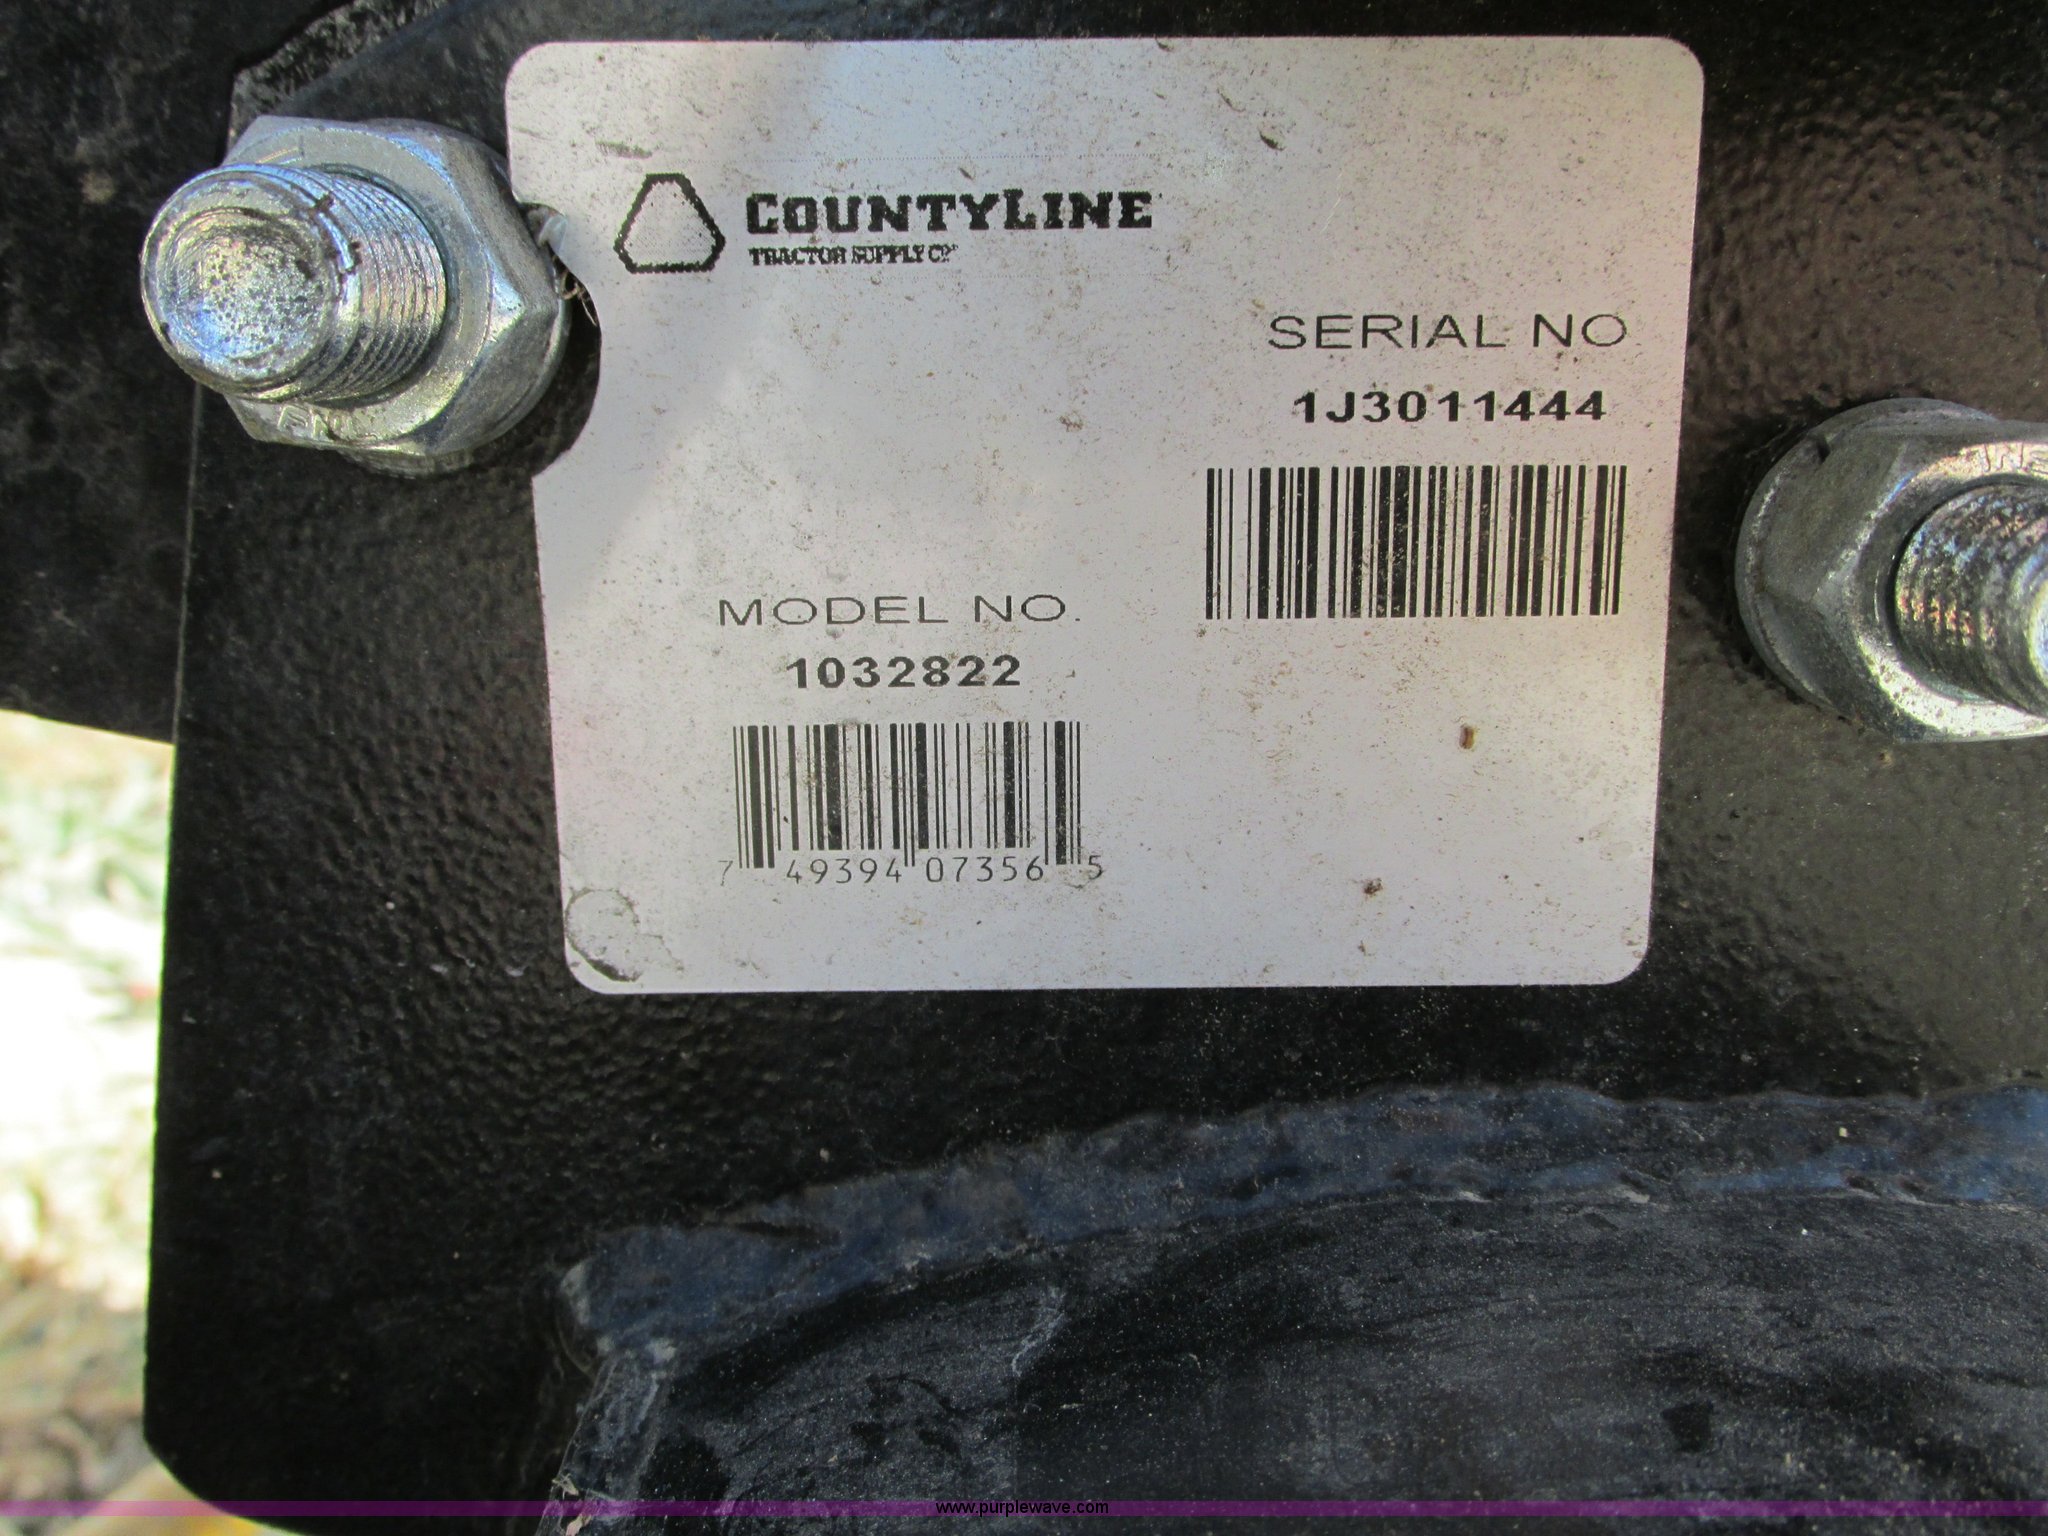 COUNTYLINE
TRACTOR SUPPLY CO
SERIAL NO
1J3011444
MODEL NO.
1032822
7 49394 07356 5
www.purplewave.com